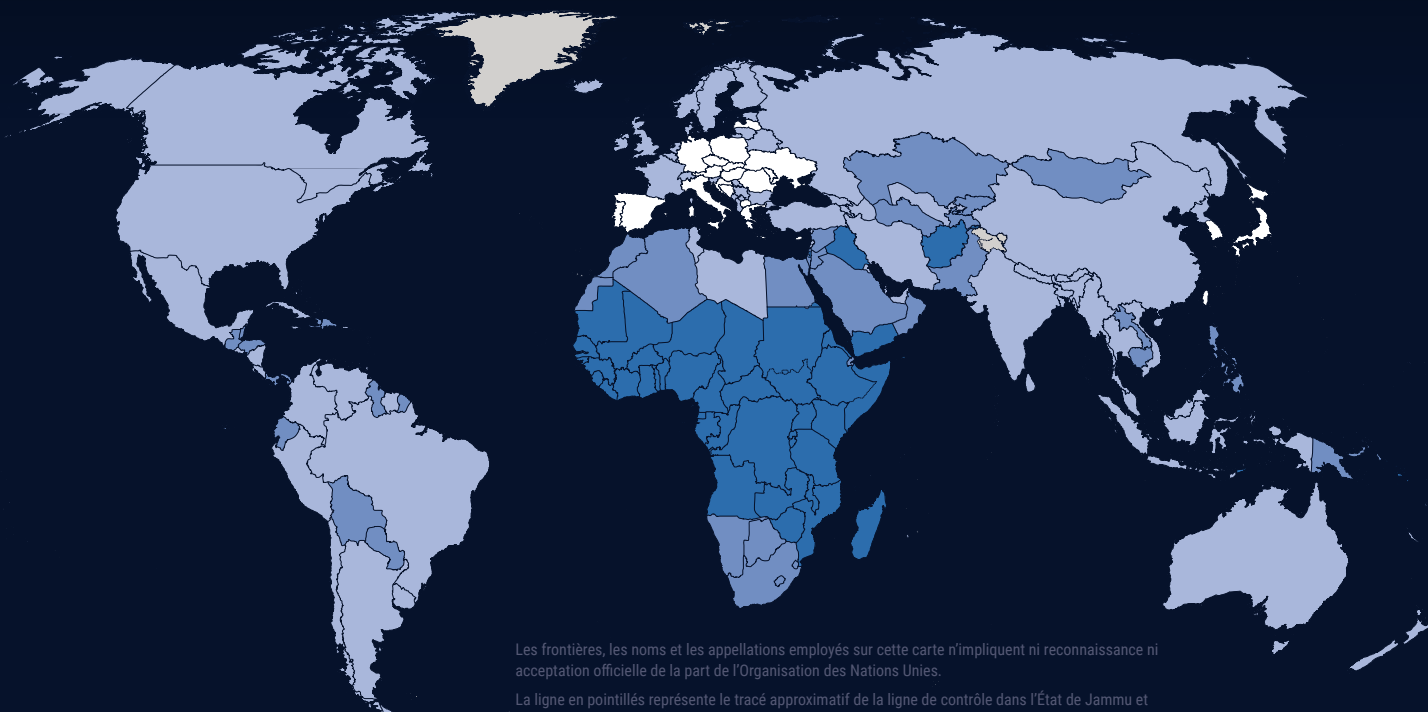 Les frontières, les noms et les appellations employés sur cette carte n’impliquent ni reconnaissance ni
acceptation officielle de la part de l’Organisation des Nations Unies.
La ligne en pointillés représente le tracé approximatif de la ligne de contrôle dans l’État de Jammu et